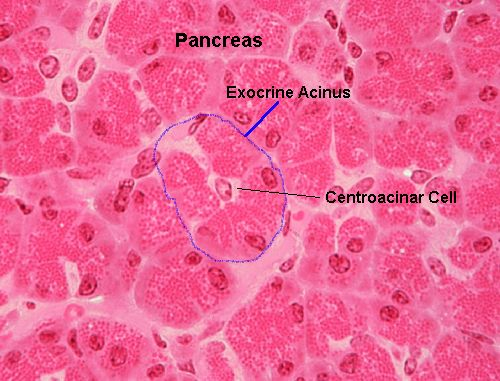 Pancreas
Exocrine Acinus
Centroacinar Cell